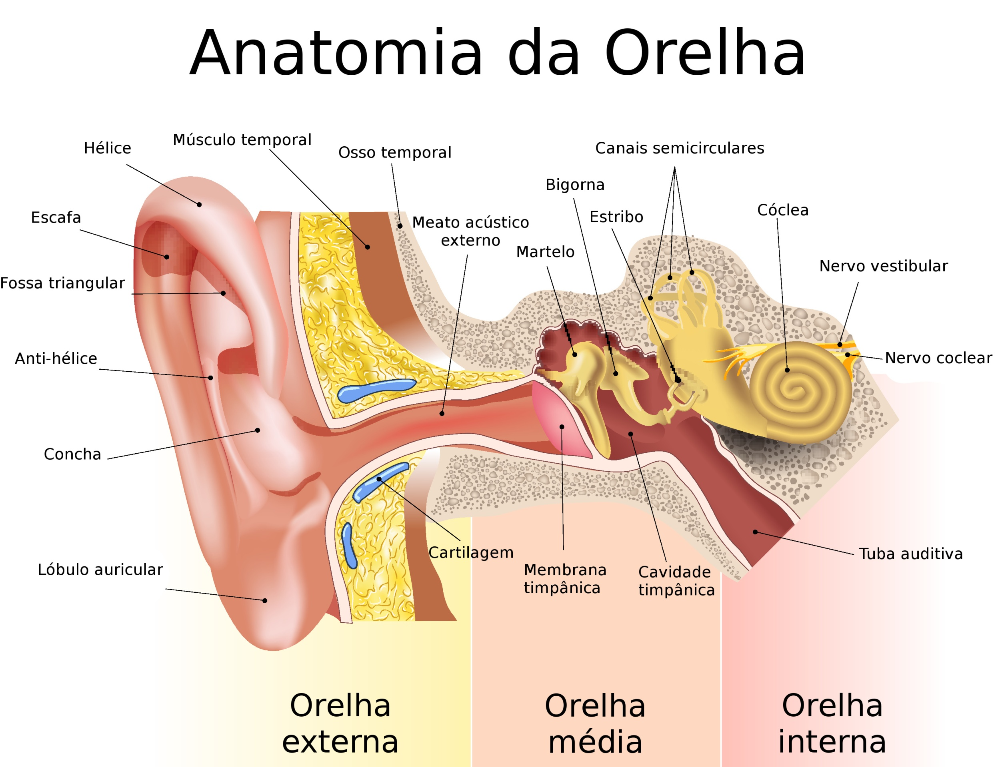 Anatomia da Orelha
Hélice
Músculo temporal
Osso temporal
Canais semicirculares
Bigorna
Estribo
Cóclea
Escafa
Meato acústico
externo
Martelo
Nervo vestibular
Fossa triangular
Anti-hélice
Nervo coclear
Concha
Cartilagem
Lóbulo auricular
Membrana
timpânica
Cavidade
timpânica
Tuba auditiva
Orelha
externa
Orelha
média
Orelha
interna